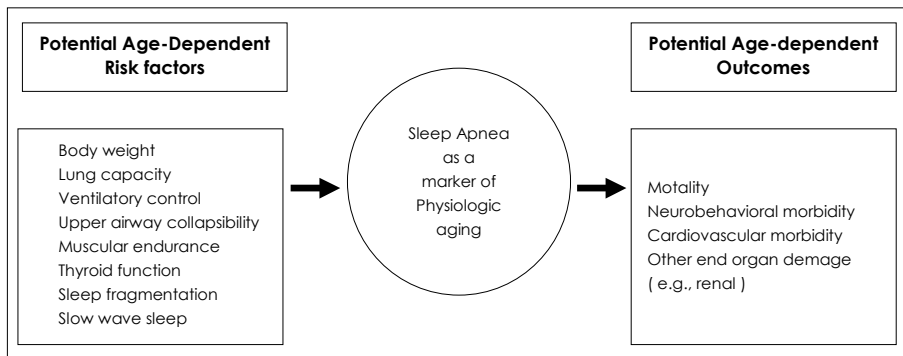 Potential Age-Dependent
Risk factors
Body weight
Lung capacity
Ventilatory control
Upper airway collapsibility
Muscular endurance
Thyroid function
Sleep fragmentation
Slow wave sleep
Sleep Apnea
as a
marker of
Physiologic
aging
Potential Age-dependent
Outcomes
Motality
Neurobehavioral morbidity
Cardiovascular morbidity
Other end organ demage
( e.g., renal )